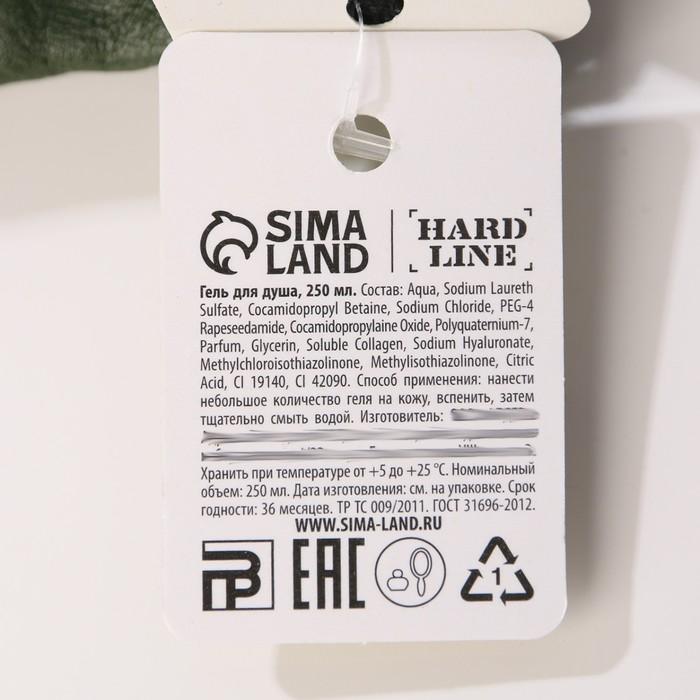 SIMA LAND
HARD LINE
Гель для душа, 250 мл. Состав: Aqua, Sodium Laureth
Sulfate, Cocamidopropyl Betaine, Sodium Chloride, PEG-4
Rapeseedamide, Cocamidopropylaine Oxide, Polyquaternium-7,
Parfum, Glycerin, Soluble Collagen, Sodium Hyaluronate,
Methylchloroisothiazolinone, Methylisothiazolinone, Citric
Acid, CI 19140, CI 42090. Способ применения: нанести
небольшое количество геля на кожу, вспенить, затем
тщательно смыть водой. Изготовитель:
Хранить при температуре от +5 до +25 °С. Номинальный
объем: 250 мл. Дата изготовления: см. на упаковке. Срок
годности: 36 месяцев. ТР ТС 009/2011. ГОСТ 31696-2012.
WWW.SIMA-LAND.RU
EAC
1